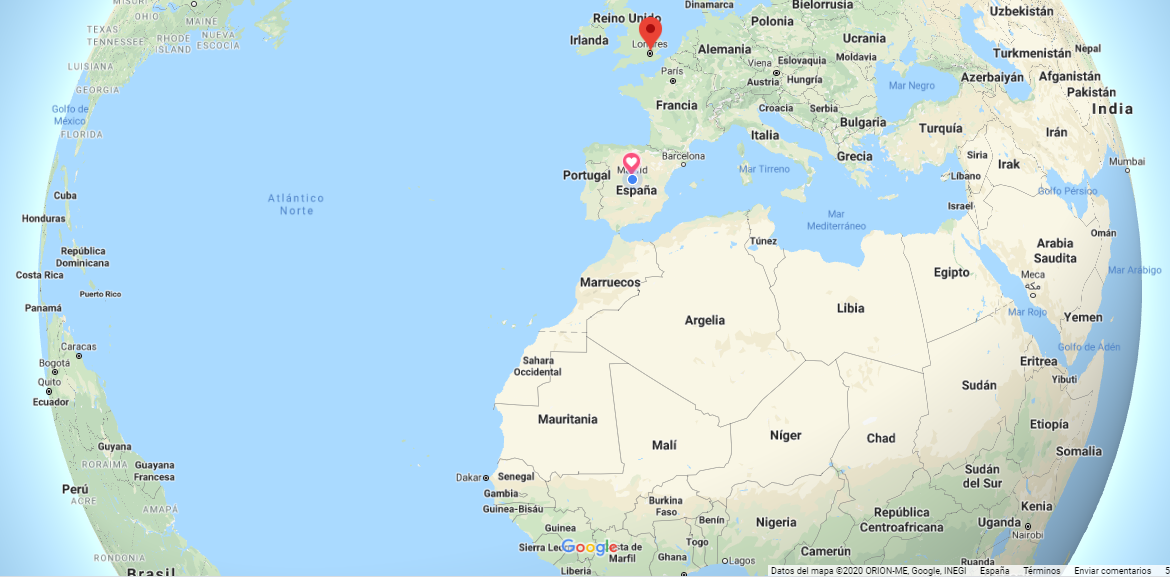 MISSOURI
OHIO
MAINE
TEXAS
TENNESSEE
RHODE
ISLAND
NUEVA
ESCOCIA
LUISIANA
GEORGIA
Golfo de
México
FLORIDA
Cuba
Honduras
República
Dominicana
Costa Rica
Puerto Rico
Panamá
Caracas
Bogotá
Quito
Ecuador
Guyana
RORAIMA
Guayana
Francesa
Perú
ACRE
AMAPÁ
RONDONIA
Brasil
Atlántico
Norte
Dinamarca
Bielorrusia
Reino Unido
Polonia
Irlanda
Londres
Alemania
Ucrania
París
Viena
Eslovaquia
Moldavia
Austria
Hungría
Francia
Croacia
Serbia
Mar Negro
Italia
Bulgaria
Turquía
Barcelona
Grecia
Portugal
Madrid
Mar Tirreno
España
Mar
Mediterráneo
Uzbekistán
Turkmenistán
Nepal
Azerbaiyán
Afganistán
Pakistán
India
Irán
Siria
Irak
Mumbai
Líbano
Golfo Pérsico
Israel
Omán
Arabia
Saudita
Meca
مكة
Mar Arábigo
Mar Rojo
Yemen
Golfo de Adén
Túnez
Marruecos
Argelia
Libia
Egipto
Sahara
Occidental
Eritrea
Yibuti
Sudán
Mauritania
Malí
Níger
Chad
Etiopía
Somalia
Dakar
Senegal
Gambia
Guinea-Bisáu
Sudán
del Sur
Burkina
Faso
Guinea
Benín
Nigeria
República
Centroafricana
Kenia
Uganda
Nairobi
Sierra
Google
sta de
Marfil
Togo
Ghana
Lagos
Camerún
Ruanda
Liberia
Datos del mapa ©2020 ORION-ME, Google, INEGI España Términos Enviar comentarios 5